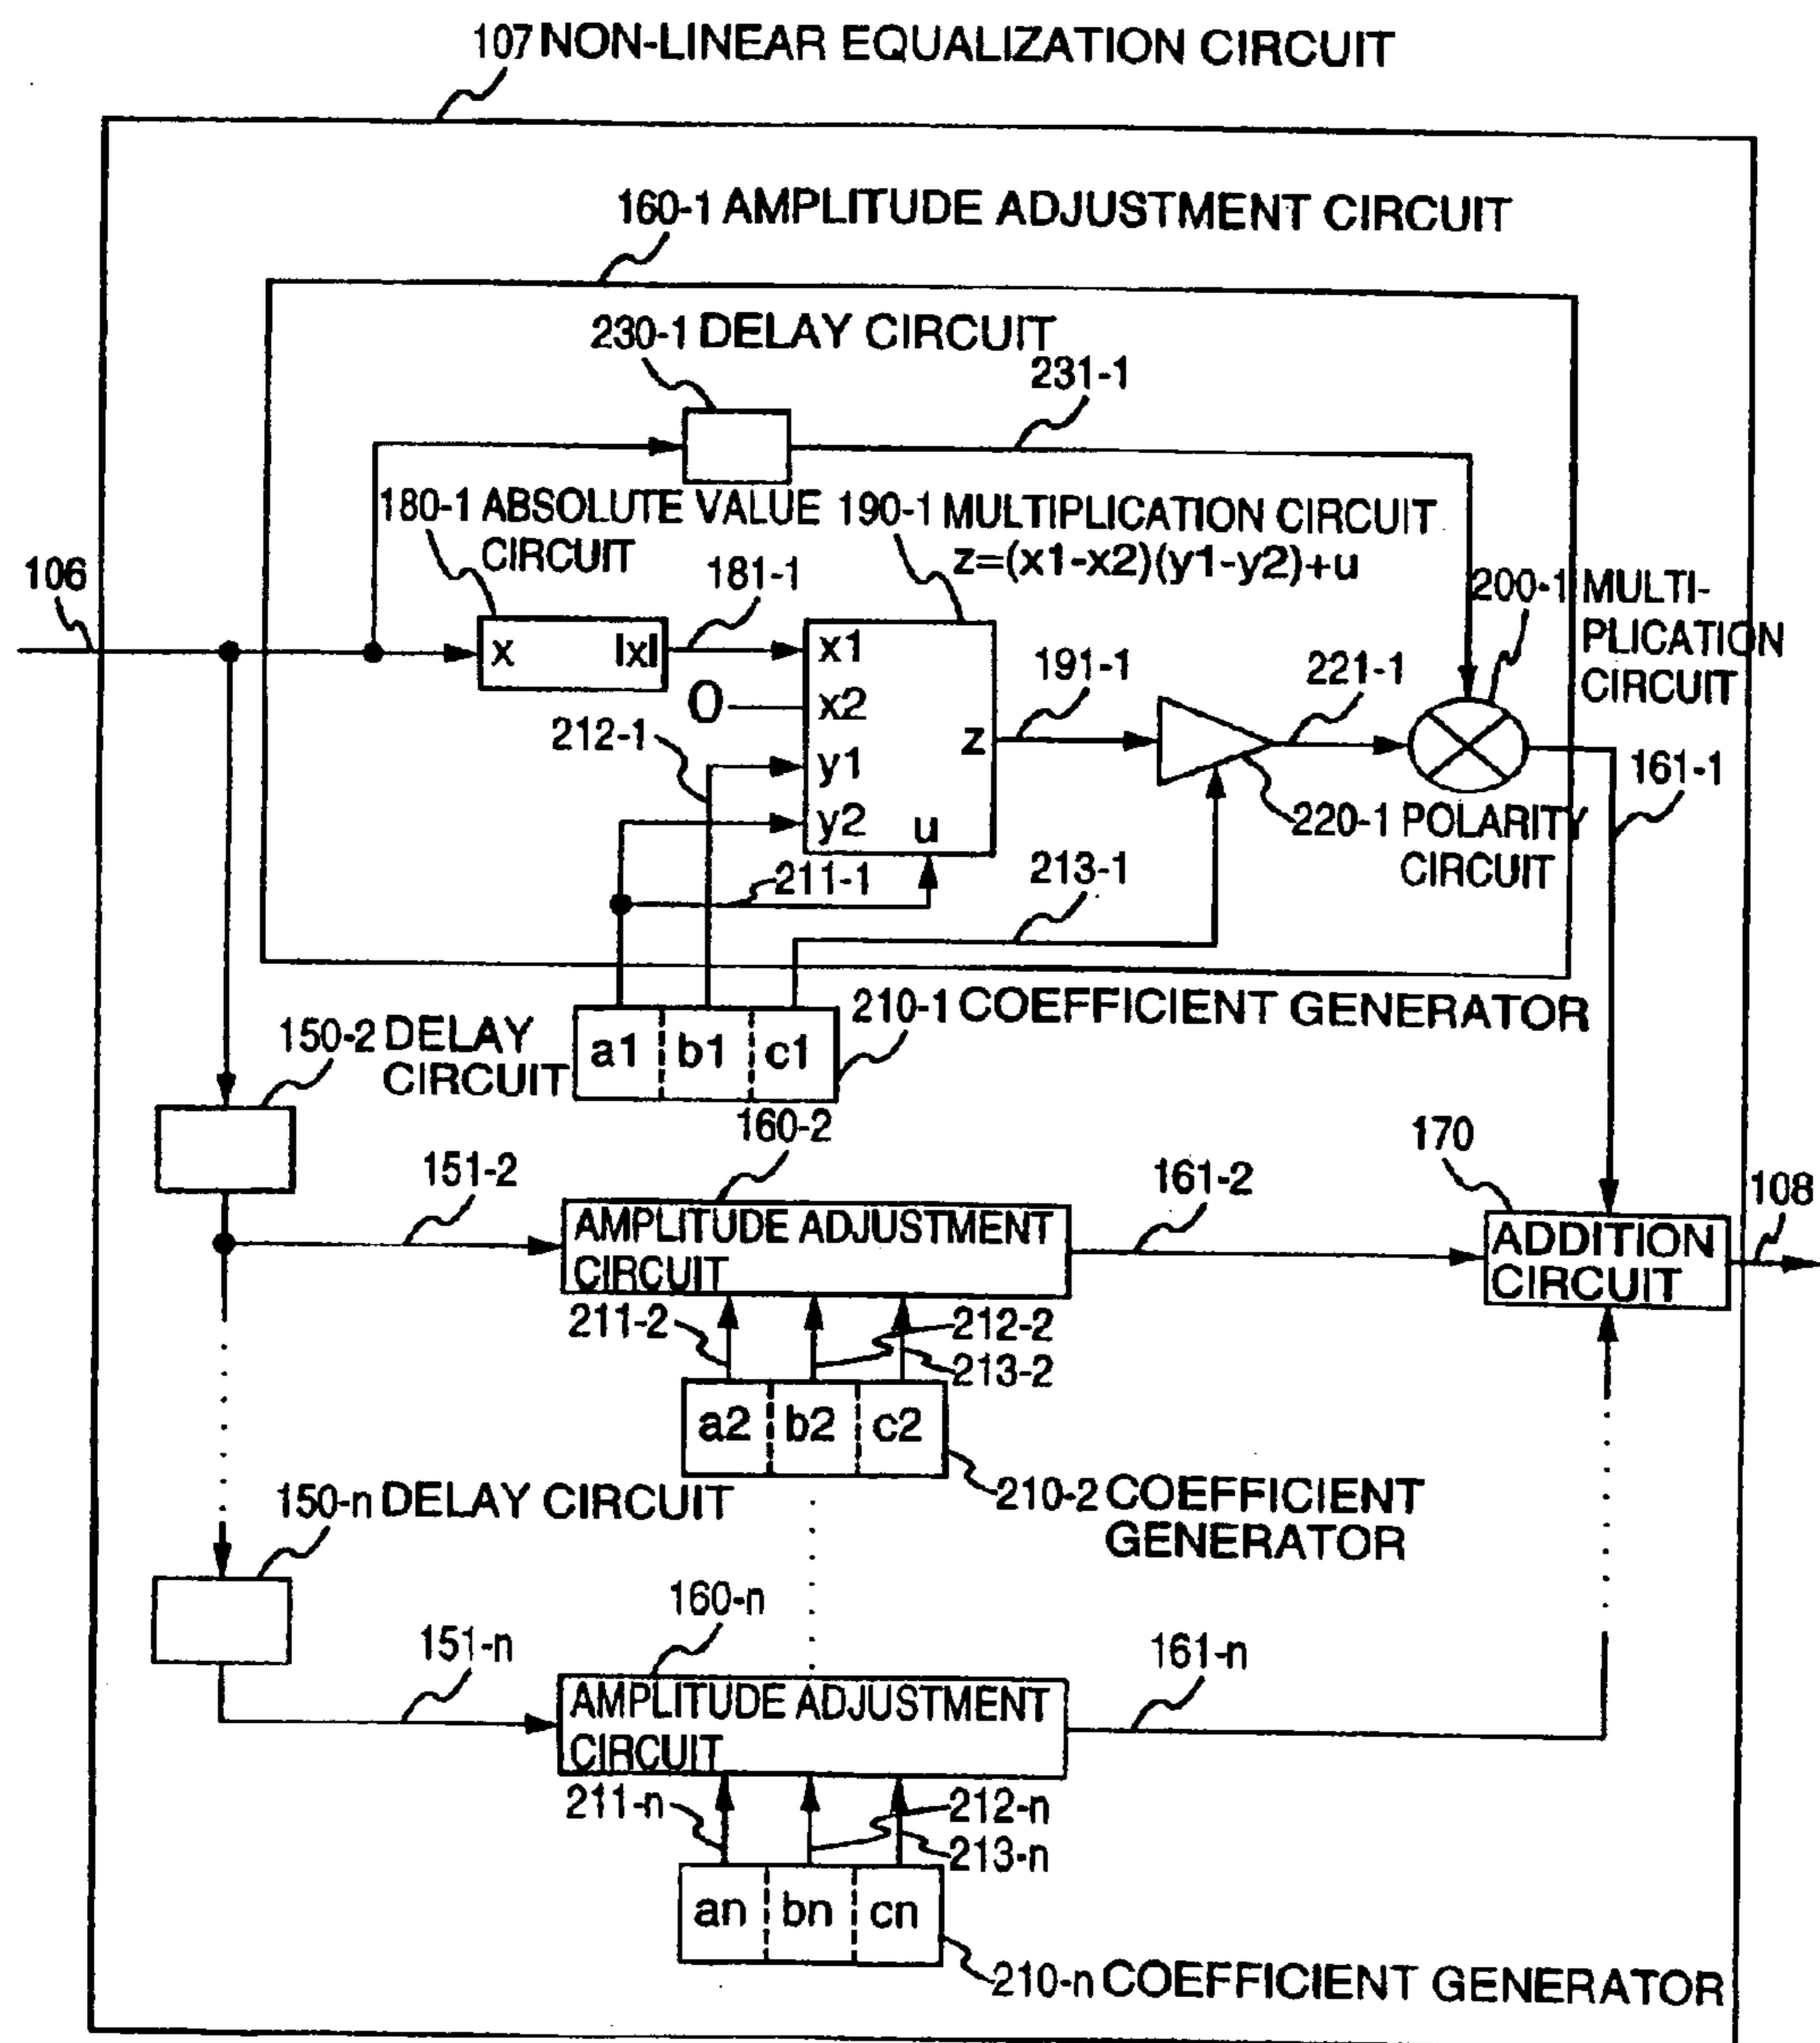 107 NON-LINEAR EQUALIZATION CIRCUIT
160-1 AMPLITUDE ADJUSTMENT CIRCUIT
230-1 DELAY CIRCUIT
231-1
180-1 ABSOLUTE VALUE
CIRCUIT
190-1 MULTIPLICATION CIRCUIT
z=(x1-x2)(y1-y2)+u
106
181-1
200-1 MULTI-
PLICATION
CIRCUIT
x |x|
x1
0 x2
212-1
y1
y2
u
z
191-1
221-1
161-1
220-1 POLARITY
CIRCUIT
211-1
213-1
210-1 COEFFICIENT GENERATOR
a1 b1 c1
150-2 DELAY
CIRCUIT
160-2
151-2
AMPLITUDE ADJUSTMENT
CIRCUIT
161-2
170
ADDITION
CIRCUIT
108
211-2
212-2
213-2
a2 b2 c2
210-2 COEFFICIENT
GENERATOR
150-n DELAY CIRCUIT
160-n
151-n
AMPLITUDE ADJUSTMENT
CIRCUIT
161-n
211-n
212-n
213-n
an bn cn
210-n COEFFICIENT GENERATOR